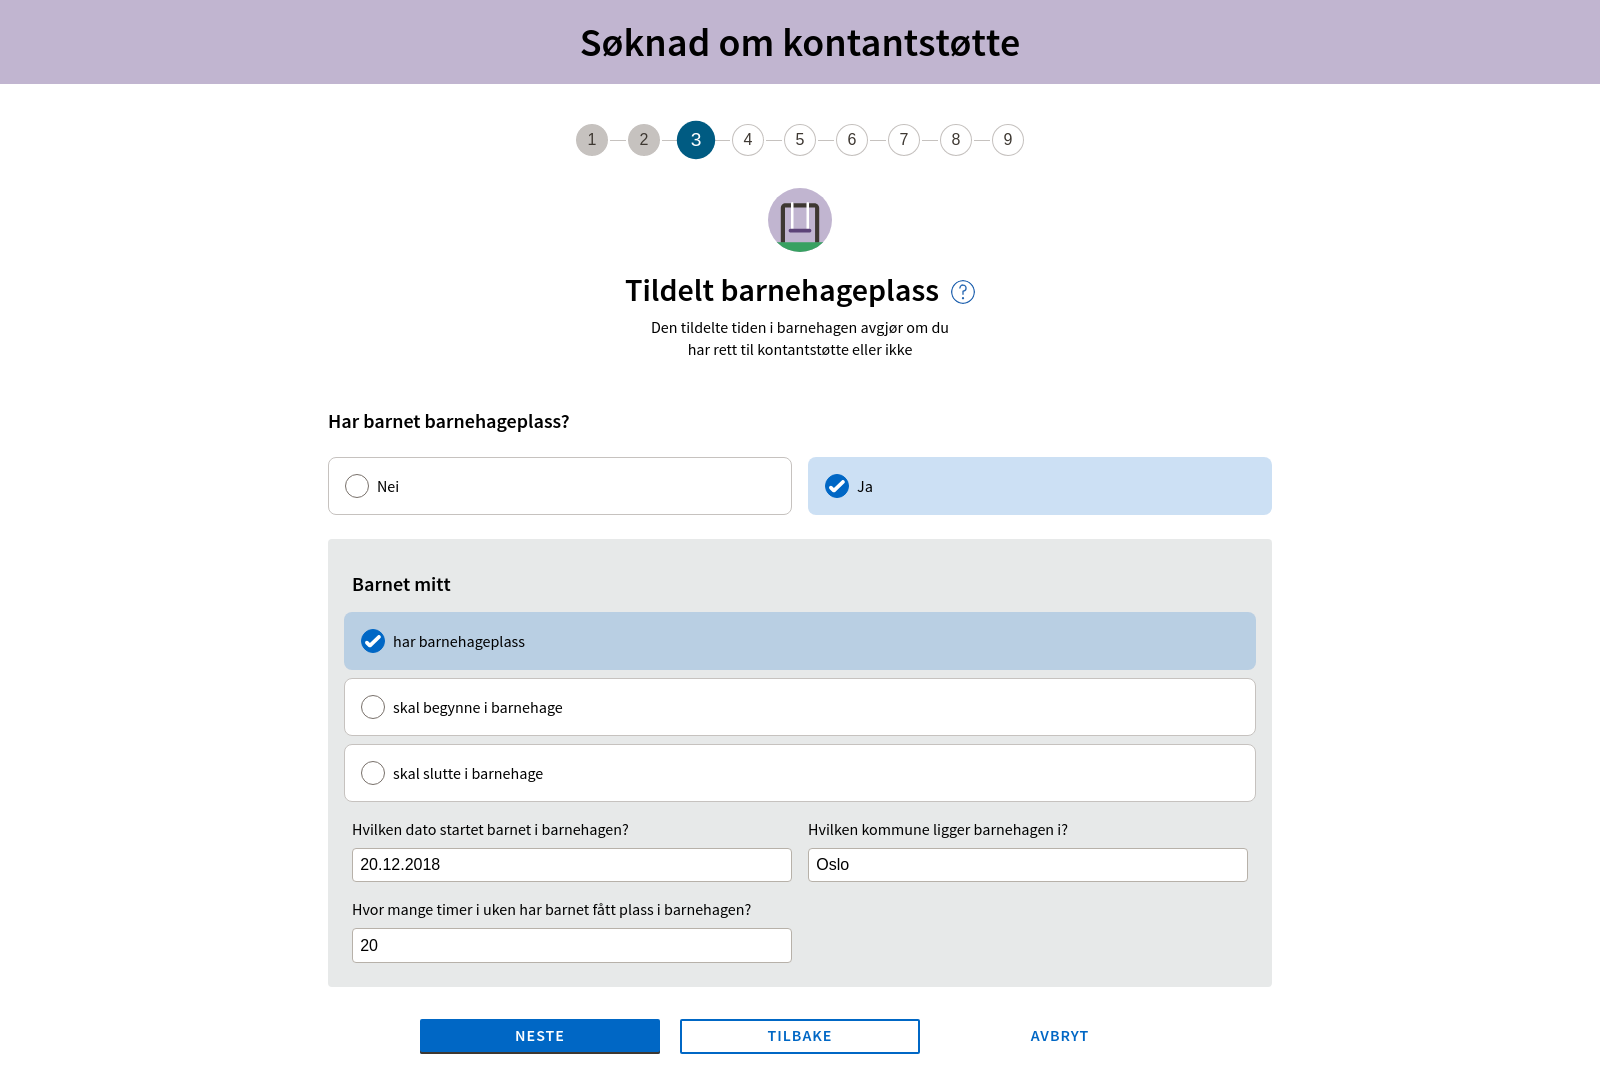 Søknad om kontantstøtte
1 2 3 4 5 6 7 8 9
Tildelt barnehageplass ?
Den tildelte tiden i barnehagen avgjør om du
har rett til kontantstøtte eller ikke
Har barnet barnehageplass?
Nei
Ja
Barnet mitt
har barnehageplass
skal begynne i barnehage
skal slutte i barnehage
Hvilken dato startet barnet i barnehagen?
20.12.2018
Hvilken kommune ligger barnehagen i?
Oslo
Hvor mange timer i uken har barnet fått plass i barnehagen?
20
NESTE
TILBAKE
AVBRYT